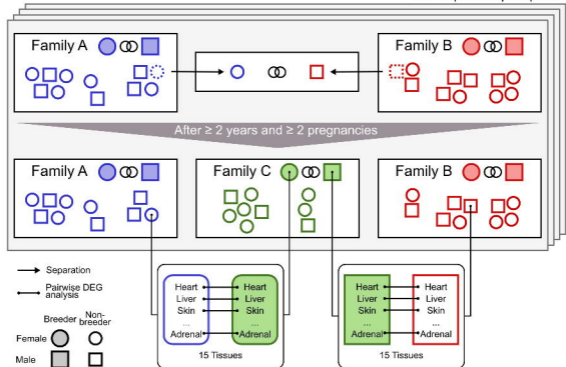 Family A
Family B
After ≥ 2 years and ≥ 2 pregnancies
Family A
Family C
Family B
Separation
Pairwise DEG
analysis
Breeder Non-
breeder
Female
Male
Heart Heart
Liver Liver
Skin Skin
... ...
Adrenal Adrenal
15 Tissues
Heart Heart
Liver Liver
Skin Skin
... ...
Adrenal Adrenal
15 Tissues